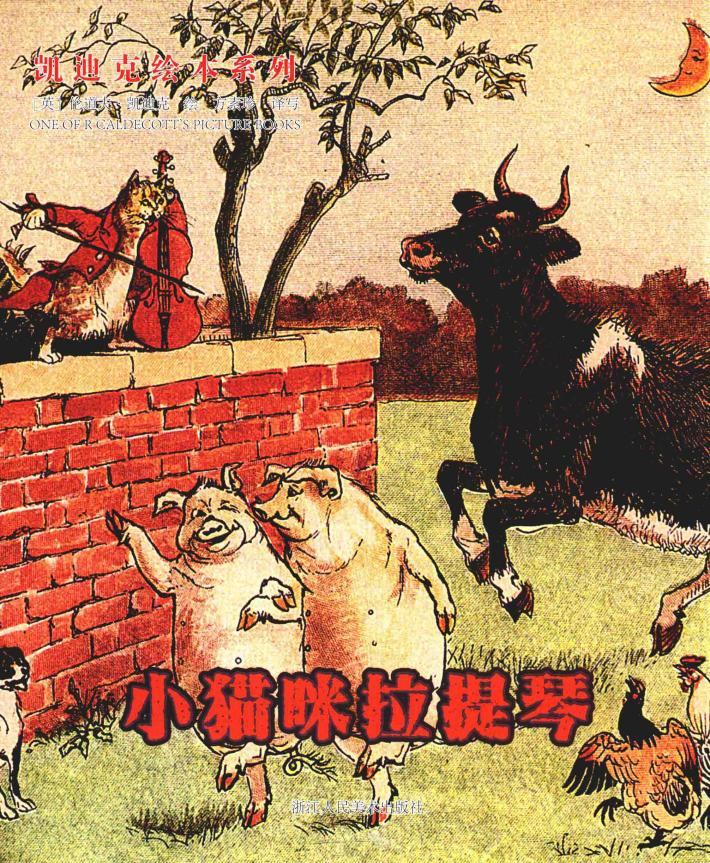 凯迪克绘本系列
[英] 伦道夫·凯迪克 绘 方素珍 译写
ONE OF R CALDECOTT'S PICTURE BOOKS
小猫咪拉提琴
浙江人民美术出版社